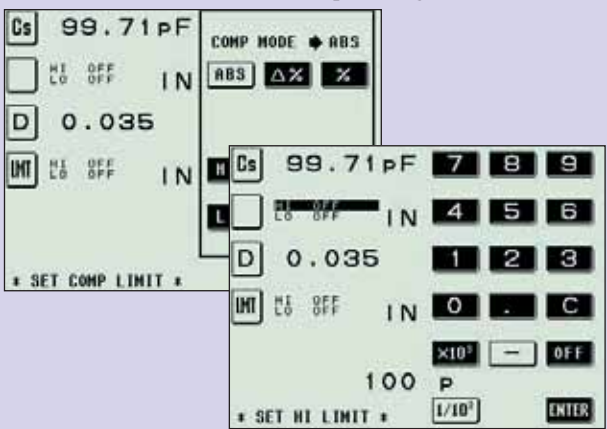 Cs 99.71pF
HI OFF
LO OFF IN
D 0.035
LMT HI OFF
LO OFF IN
* SET COMP LIMIT *
COMP MODE ABS
ABS Δ% %
H
L
Cs 99.71pF 7 8 9
HI OFF
LO OFF IN 4 5 6
D 0.035 1 2 3
LMT HI OFF
LO OFF IN 0 . C
×10³ - OFF
100 p
* SET HI LIMIT * 1/10³ ENTER